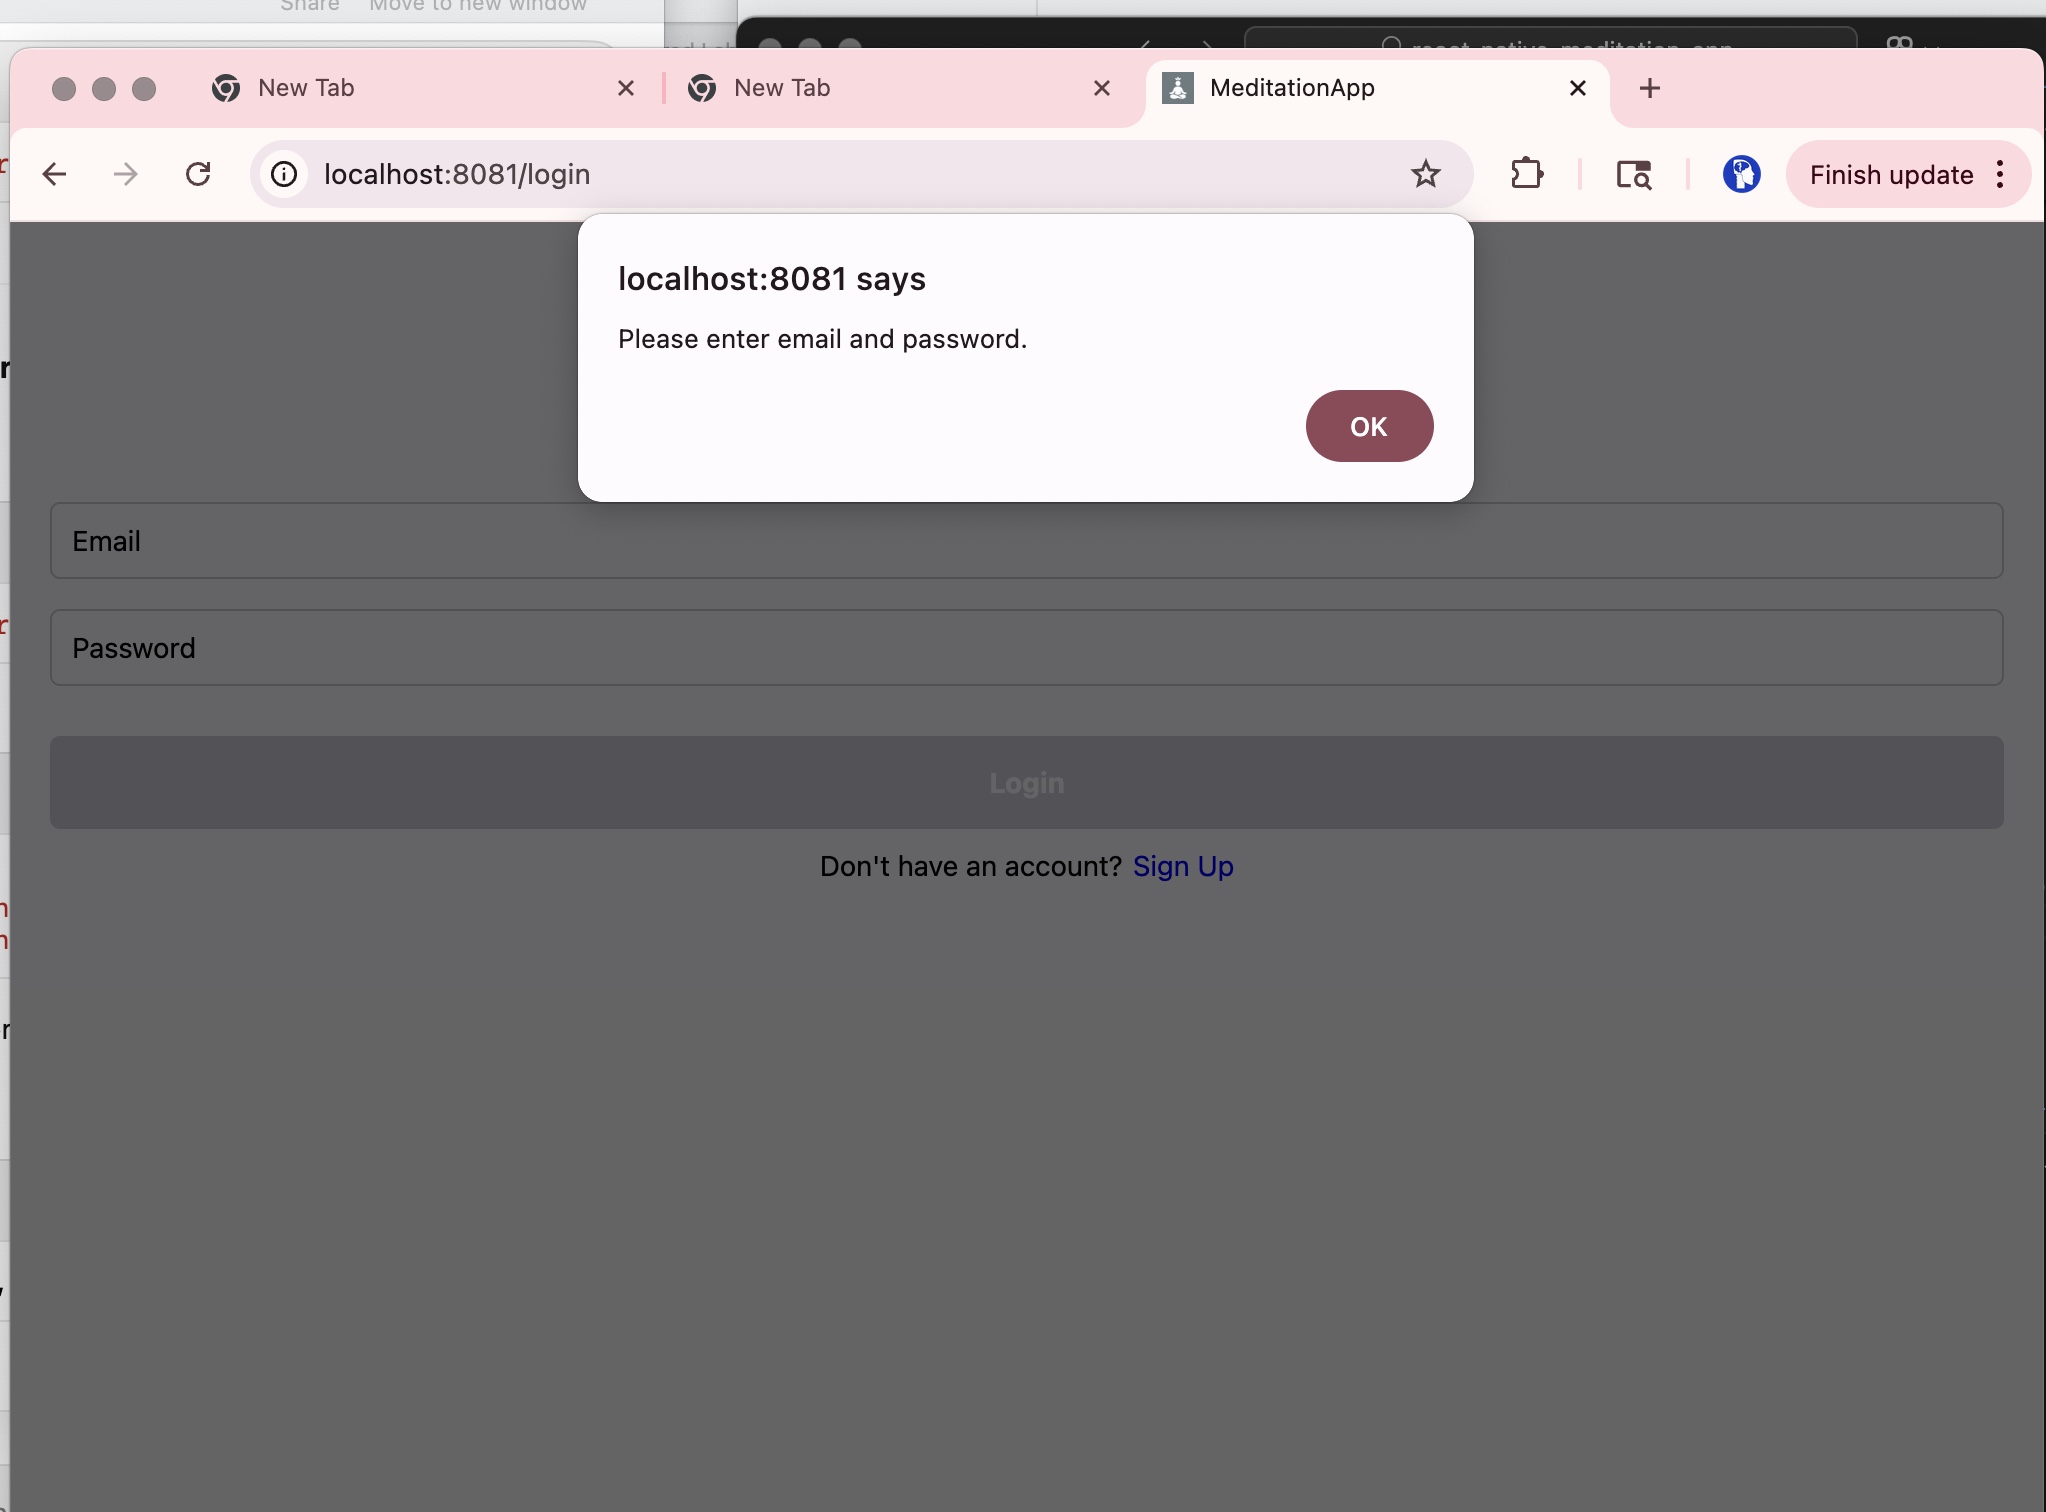 Share Move to new window
New Tab
New Tab
MeditationApp
localhost:8081/login
Finish update
localhost:8081 says
Please enter email and password.
OK
Email
Password
Login
Don't have an account? Sign Up